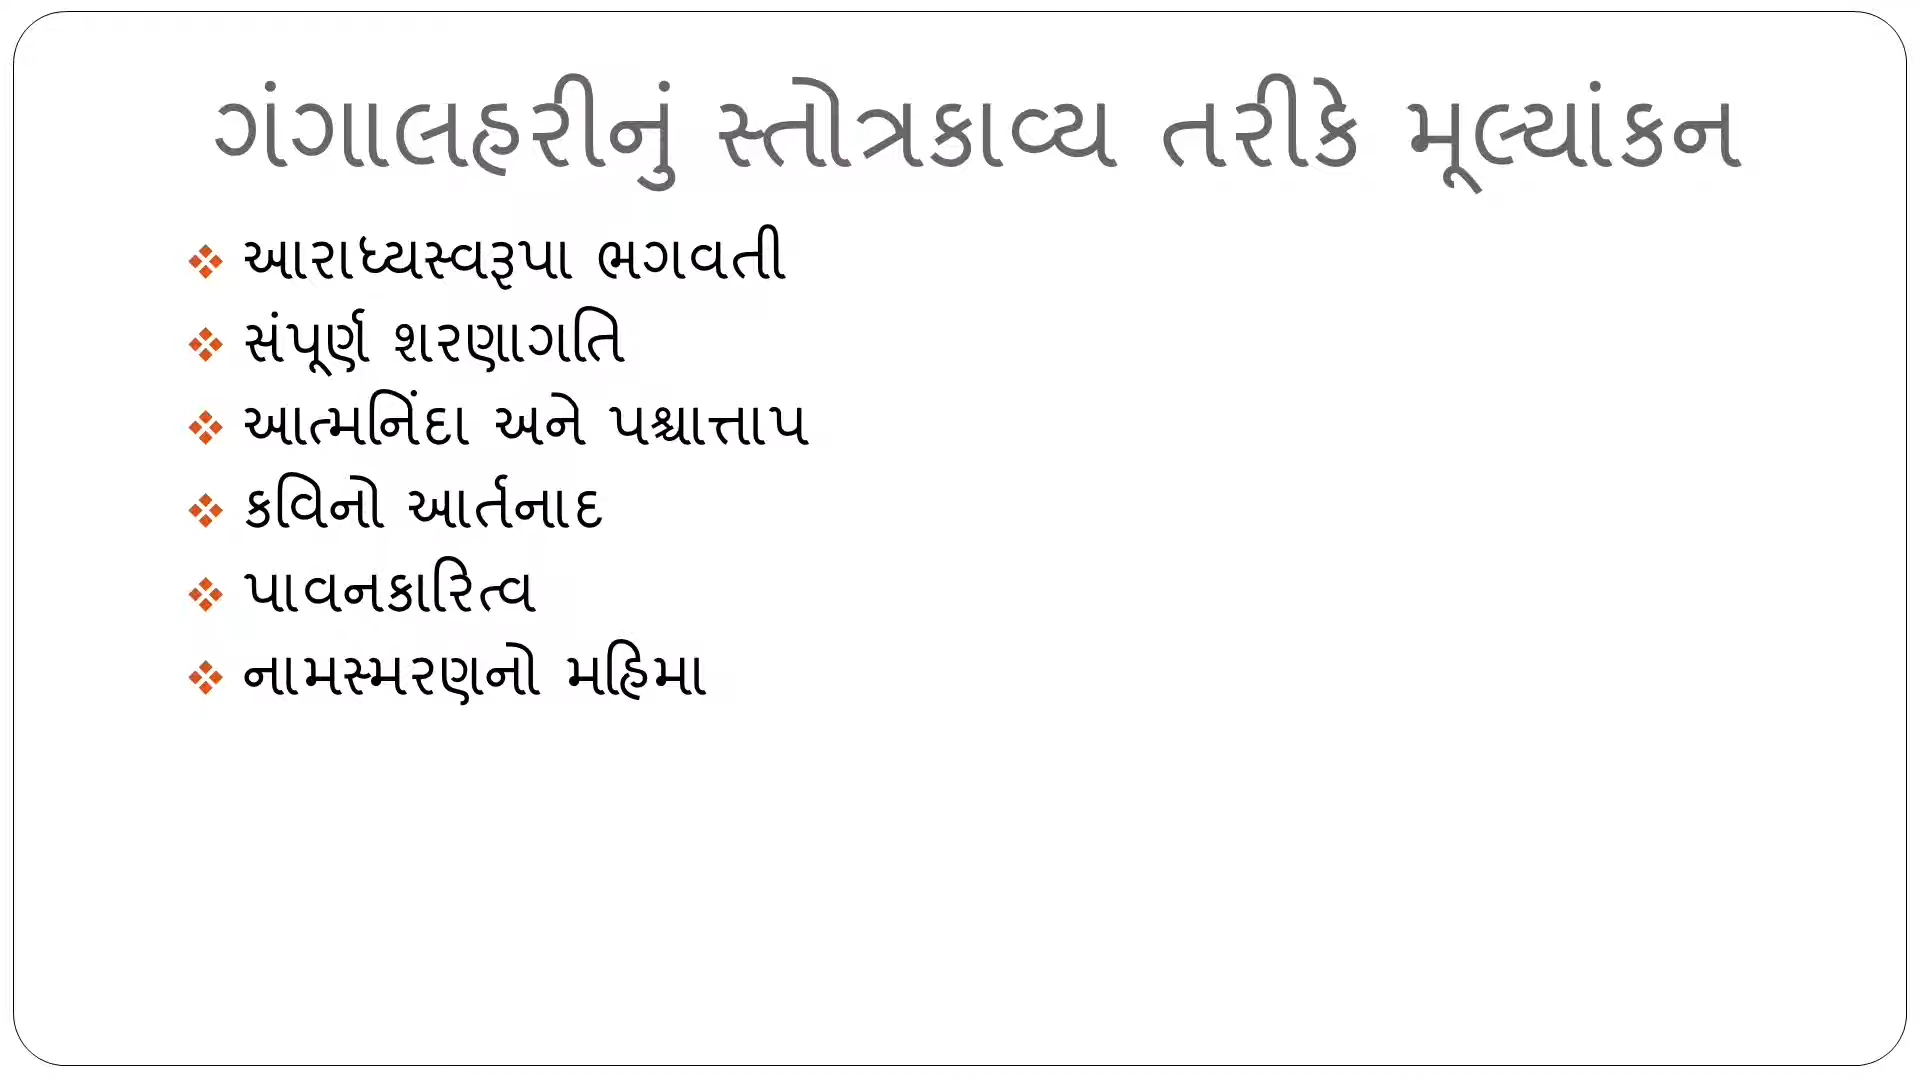 ગંગાલહરીનું સ્તોત્રકાવ્ય તરીકે મૂલ્યાંકન
આરાધ્યસ્વરૂપા ભગવતી
સંપૂર્ણ શરણાગતિ
આત્મનિંદા અને પશ્ચાત્તાપ
કવિનો આર્તનાદ
પાવનકારિત્વ
નામસ્મરણનો મહિમા